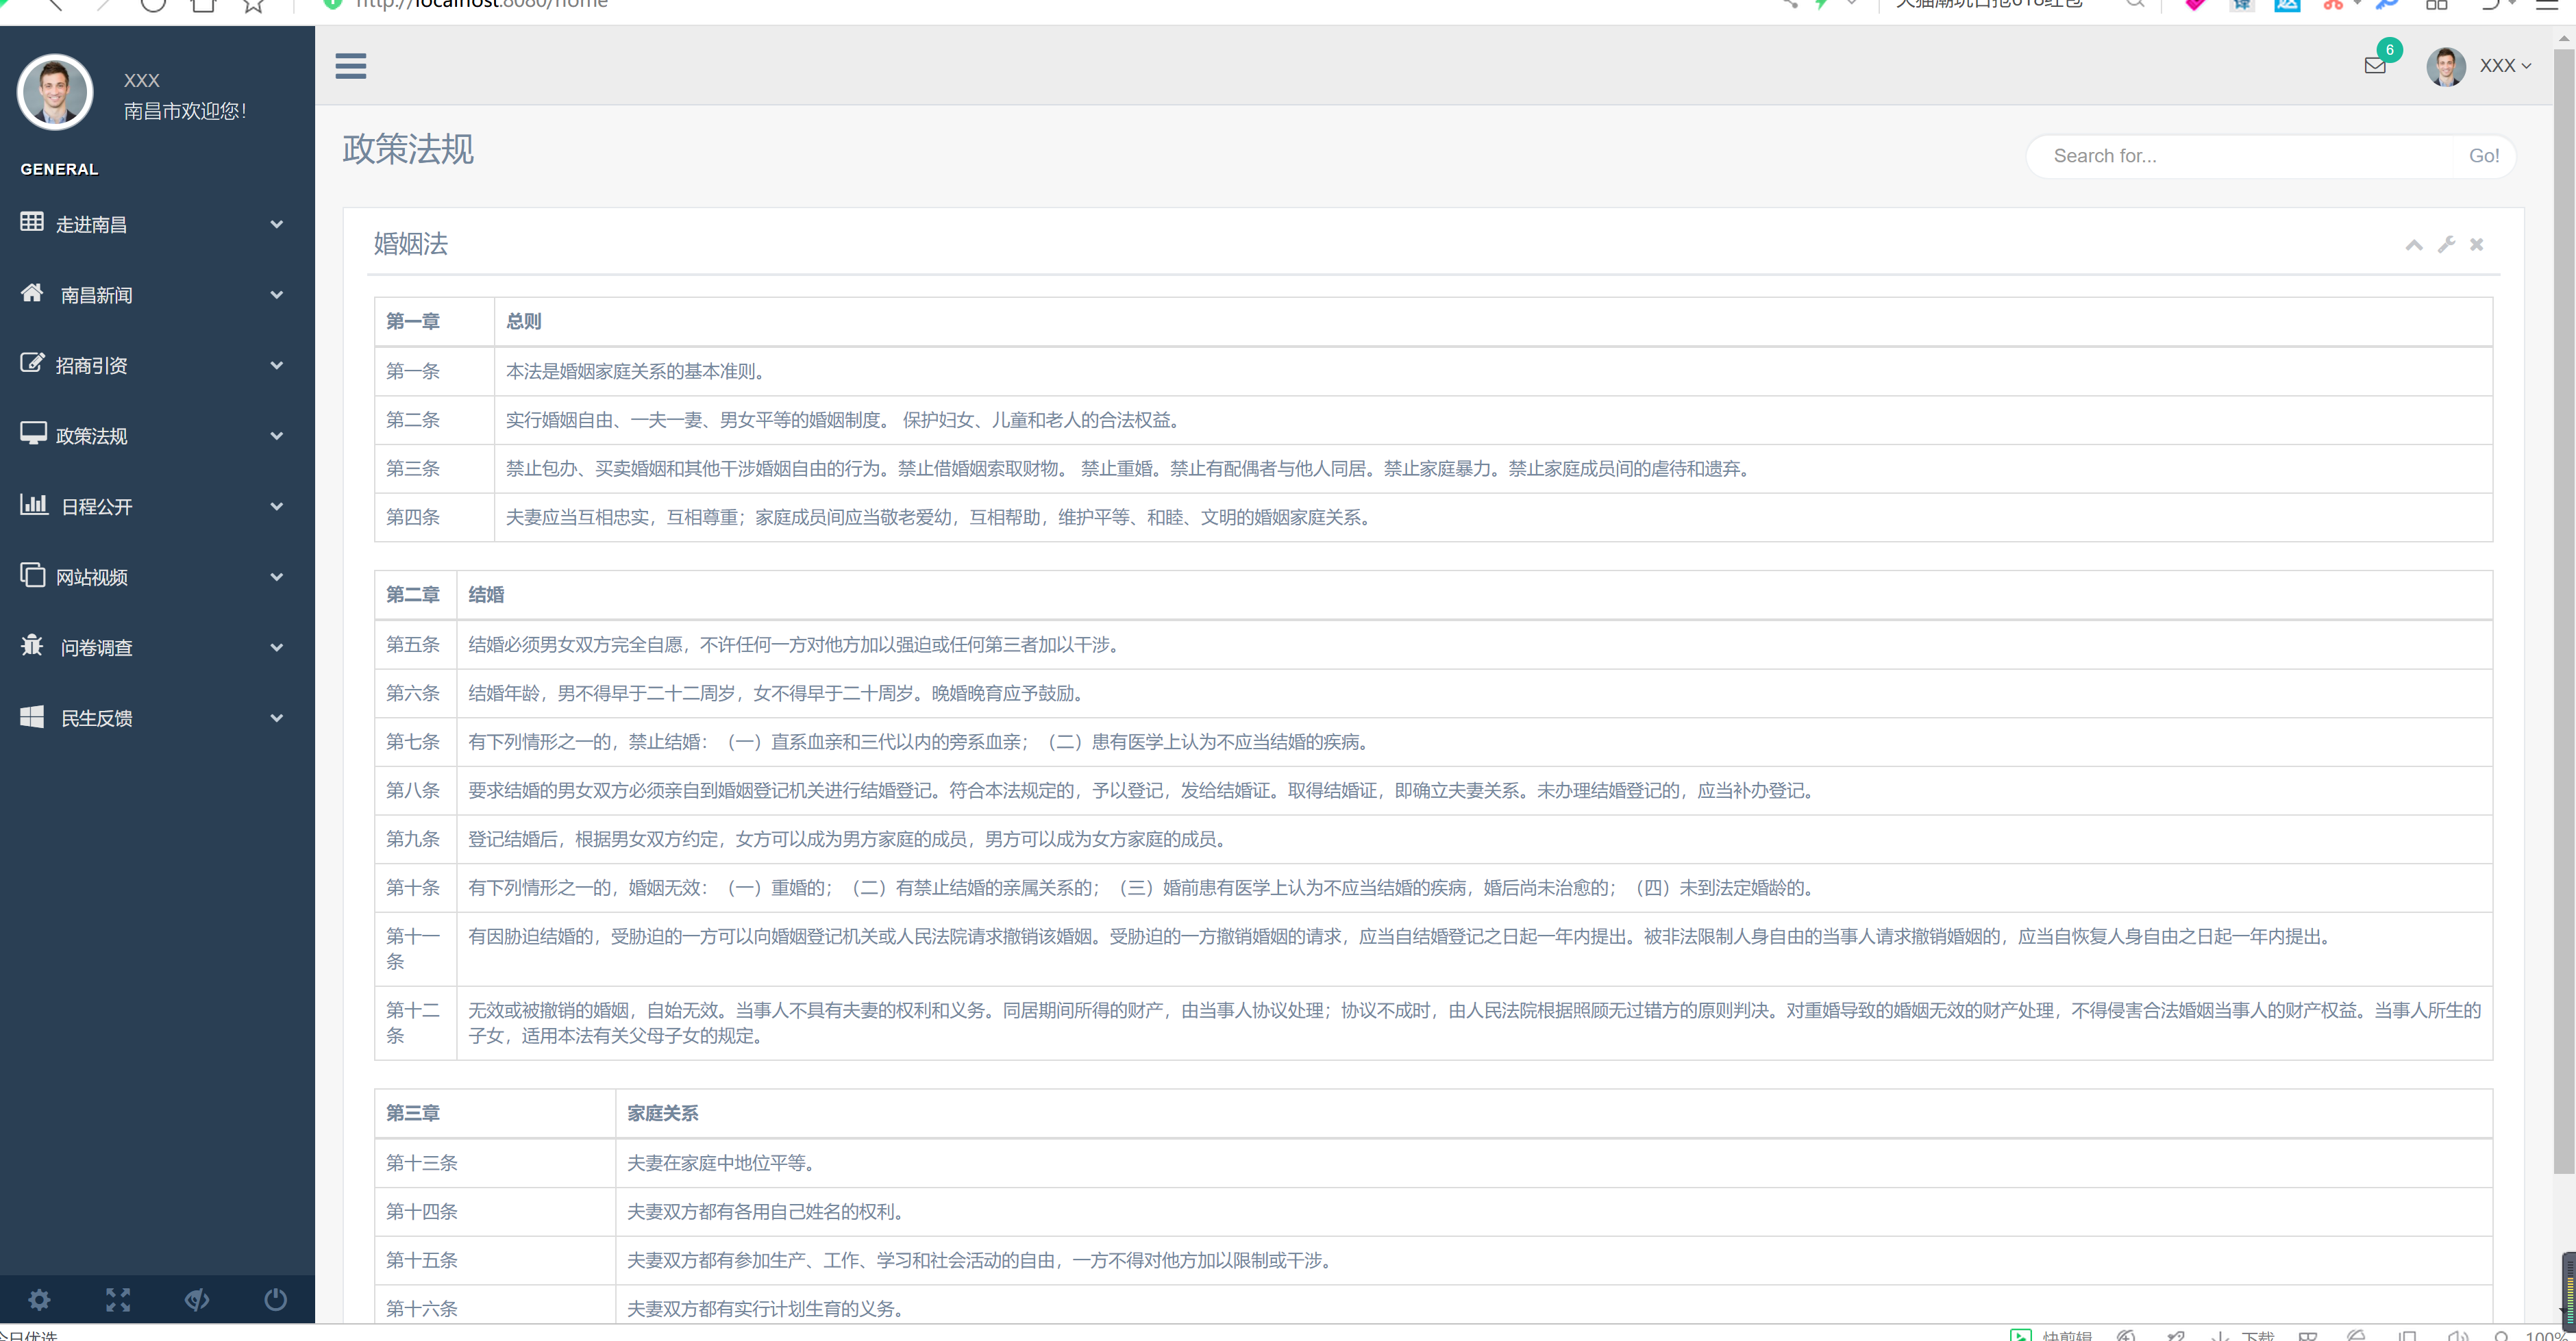 http://localhost:8080/home
天猫潮玩日抢618红包
XXX
南昌市欢迎您!
GENERAL
走进南昌
南昌新闻
招商引资
政策法规
日程公开
网站视频
问卷调查
民生反馈
6
XXX
政策法规
Search for...
Go!
婚姻法
第一章 总则
第一条 本法是婚姻家庭关系的基本准则。
第二条 实行婚姻自由、一夫一妻、男女平等的婚姻制度。 保护妇女、儿童和老人的合法权益。
第三条 禁止包办、买卖婚姻和其他干涉婚姻自由的行为。禁止借婚姻索取财物。 禁止重婚。禁止有配偶者与他人同居。禁止家庭暴力。禁止家庭成员间的虐待和遗弃。
第四条 夫妻应当互相忠实，互相尊重；家庭成员间应当敬老爱幼，互相帮助，维护平等、和睦、文明的婚姻家庭关系。
第二章 结婚
第五条 结婚必须男女双方完全自愿，不许任何一方对他方加以强迫或任何第三者加以干涉。
第六条 结婚年龄，男不得早于二十二周岁，女不得早于二十周岁。晚婚晚育应予鼓励。
第七条 有下列情形之一的，禁止结婚：（一）直系血亲和三代以内的旁系血亲；（二）患有医学上认为不应当结婚的疾病。
第八条 要求结婚的男女双方必须亲自到婚姻登记机关进行结婚登记。符合本法规定的，予以登记，发给结婚证。取得结婚证，即确立夫妻关系。未办理结婚登记的，应当补办登记。
第九条 登记结婚后，根据男女双方约定，女方可以成为男方家庭的成员，男方可以成为女方家庭的成员。
第十条 有下列情形之一的，婚姻无效：（一）重婚的；（二）有禁止结婚的亲属关系的；（三）婚前患有医学上认为不应当结婚的疾病，婚后尚未治愈的；（四）未到法定婚龄的。
第十一
条
有因胁迫结婚的，受胁迫的一方可以向婚姻登记机关或人民法院请求撤销该婚姻。受胁迫的一方撤销婚姻的请求，应当自结婚登记之日起一年内提出。被非法限制人身自由的当事人请求撤销婚姻的，应当自恢复人身自由之日起一年内提出。
第十二
条
无效或被撤销的婚姻，自始无效。当事人不具有夫妻的权利和义务。同居期间所得的财产，由当事人协议处理；协议不成时，由人民法院根据照顾无过错方的原则判决。对重婚导致的婚姻无效的财产处理，不得侵害合法婚姻当事人的财产权益。当事人所生的
子女，适用本法有关父母子女的规定。
第三章 家庭关系
第十三条 夫妻在家庭中地位平等。
第十四条 夫妻双方都有各用自己姓名的权利。
第十五条 夫妻双方都有参加生产、工作、学习和社会活动的自由，一方不得对他方加以限制或干涉。
第十六条 夫妻双方都有实行计划生育的义务。
今日优选
快剪辑
下载
100%